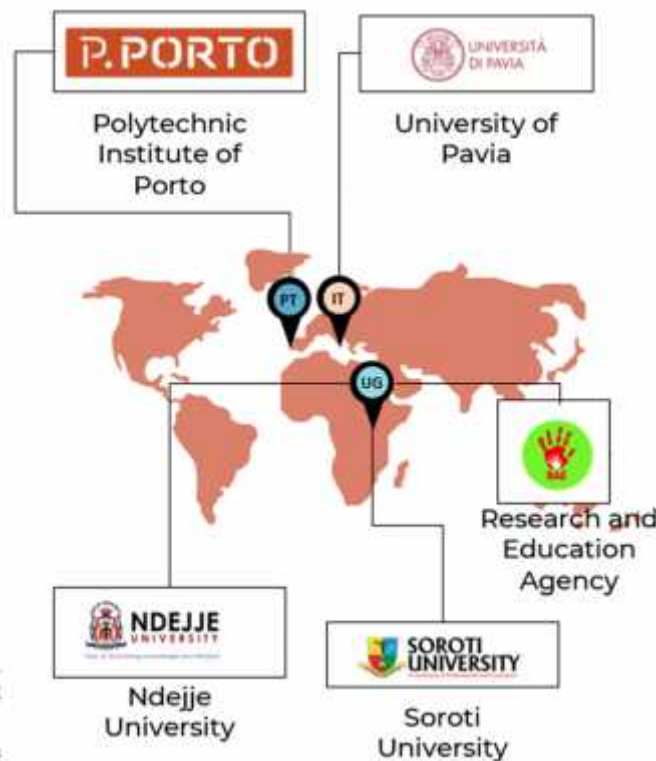 P.PORTO
UNIVERSITÀ
DI PAVIA
Polytechnic
Institute of
Porto
University of
Pavia
PT
IT
UG
RAE
Research and
Education
Agency
NDEJJE
UNIVERSITY
SOROTI
UNIVERSITY
Ndejje
University
Soroti
University